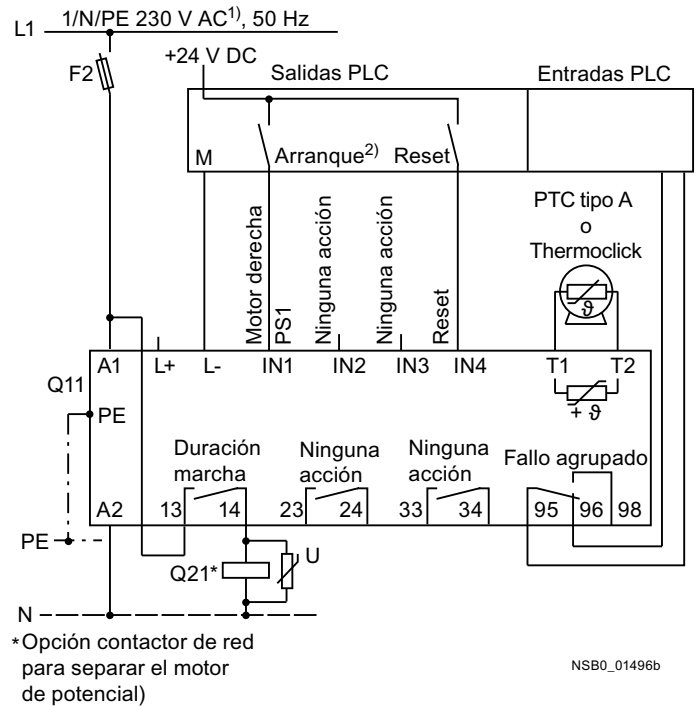 1/N/PE 230 V AC1), 50 Hz
L1
F2
+24 V DC
Salidas PLC
Entradas PLC
M
Arranque2)
Reset
PTC tipo A
o
Thermoclick
ϑ
Motor derecha
PS1
Ninguna acción
Ninguna acción
Reset
A1
L+
L-
IN1
IN2
IN3
IN4
T1
T2
Q11
PE
+ ϑ
Duración
marcha
Ninguna
acción
Ninguna
acción
Fallo agrupado
A2
13
14
23
24
33
34
95
96
98
PE
Q21*
U
N
*Opción contactor de red
para separar el motor
de potencial)
NSB0_01496b